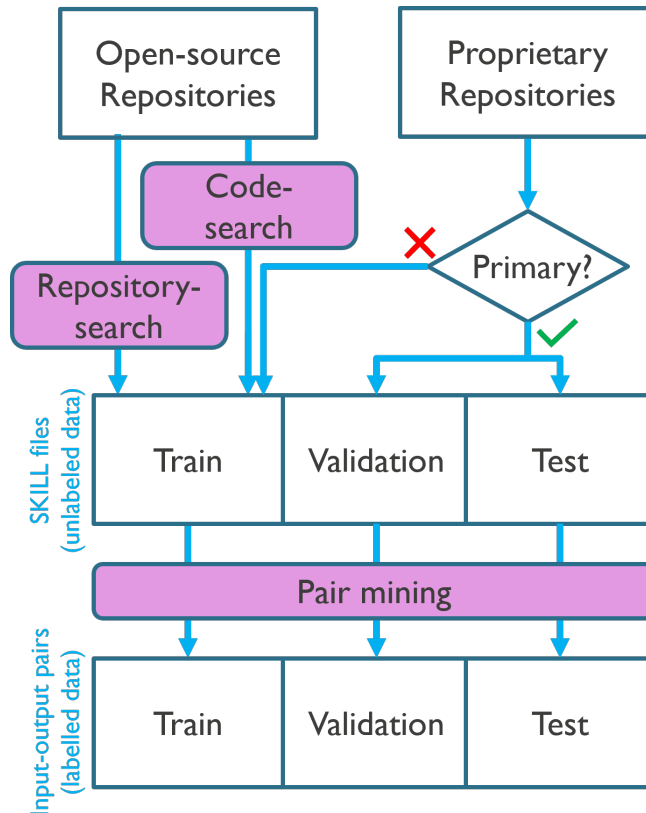 Open-source
Repositories
Proprietary
Repositories
Code-
search
Primary?
Repository-
search
SKILL files
(unlabeled data)
Train
Validation
Test
Pair mining
Input-output pairs
(labelled data)
Train
Validation
Test